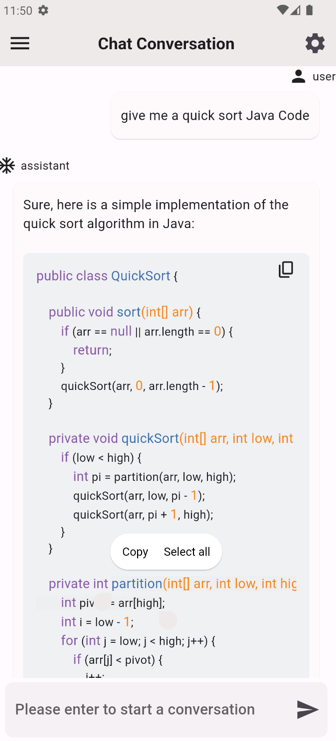 11:50
Chat Conversation
user
give me a quick sort Java Code
assistant
Sure, here is a simple implementation of the
quick sort algorithm in Java:
public class QuickSort {
public void sort(int[] arr) {
if (arr == null || arr.length == 0) {
return;
}
quickSort(arr, 0, arr.length - 1);
}
private void quickSort(int[] arr, int low, int
if (low < high) {
int pi = partition(arr, low, high);
quickSort(arr, low, pi - 1);
quickSort(arr, pi + 1, high);
}
}
Copy Select all
private int partition(int[] arr, int low, int hig
int piv = arr[high];
int i = low - 1;
for (int j = low; j < high; j++) {
if (arr[j] < pivot) {
Please enter to start a conversation